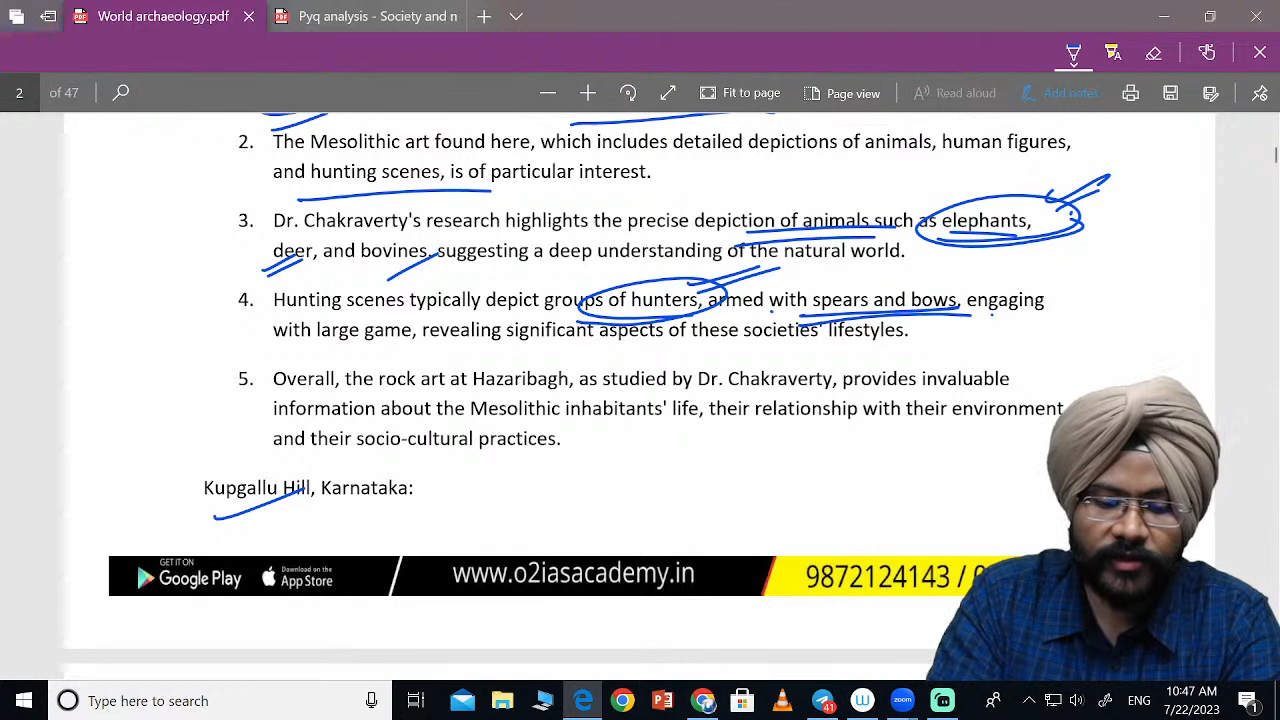 World archaeology.pdf
Pyq analysis - Society and n
2 of 47
Fit to page
Page view
Read aloud
Add notes
2. The Mesolithic art found here, which includes detailed depictions of animals, human figures,
and hunting scenes, is of particular interest.
3. Dr. Chakraverty's research highlights the precise depiction of animals such as elephants,
deer, and bovines, suggesting a deep understanding of the natural world.
4. Hunting scenes typically depict groups of hunters, armed with spears and bows, engaging
with large game, revealing significant aspects of these societies' lifestyles.
5. Overall, the rock art at Hazaribagh, as studied by Dr. Chakraverty, provides invaluable
information about the Mesolithic inhabitants' life, their relationship with their environment
and their socio-cultural practices.
Kupgallu Hill, Karnataka:
GET IT ON
Google Play
Download on the
App Store
www.o2iasacademy.in
9872124143 /
Type here to search
41
zoom
ENG
10:47 AM
7/22/2023
1